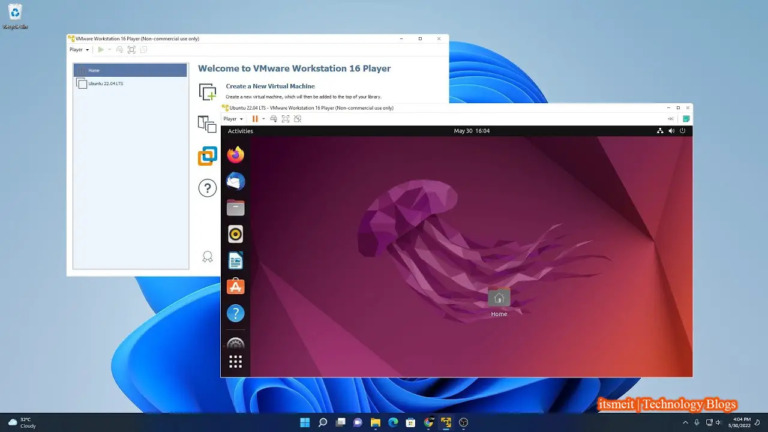 Recycle Bin
VMware Workstation 16 Player (Non-commercial use only)
Player
Home
Ubuntu 22.04 LTS
Welcome to VMware Workstation 16 Player
Create a New Virtual Machine
Create a new virtual machine, which will then be added to the top of your library.
Ubuntu 22.04 LTS - VMware Workstation 16 Player (Non-commercial use only)
Player
Activities
May 30 16:04
Home
itsmeit | Technology Blogs
32°C
Cloudy
4:04 PM
5/30/2022